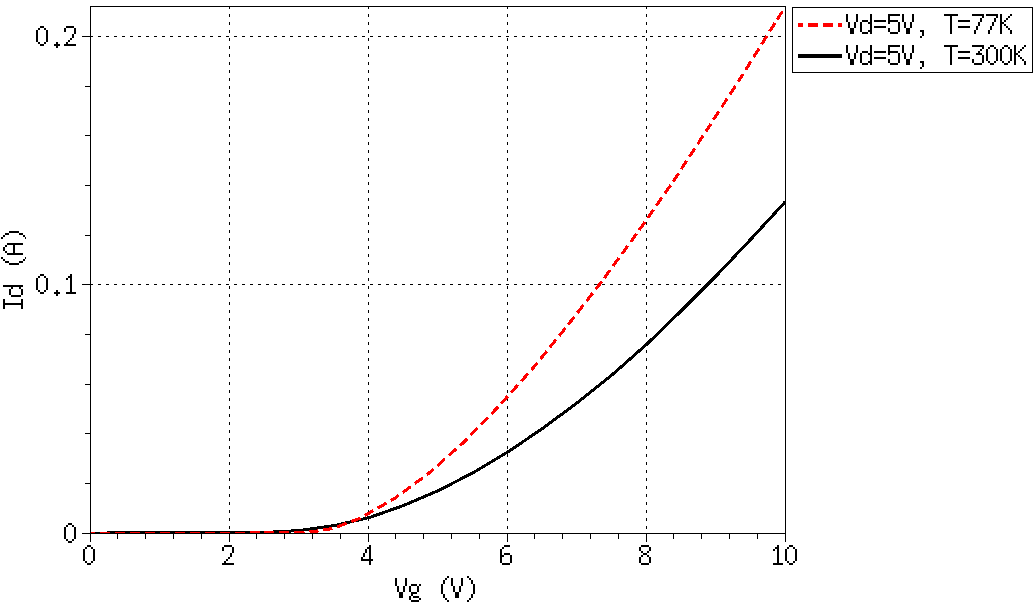 Vd=5V, T=77K
Vd=5V, T=300K
0.2
0.1
0
Id (A)
0 2 4 6 8 10
Vg (V)